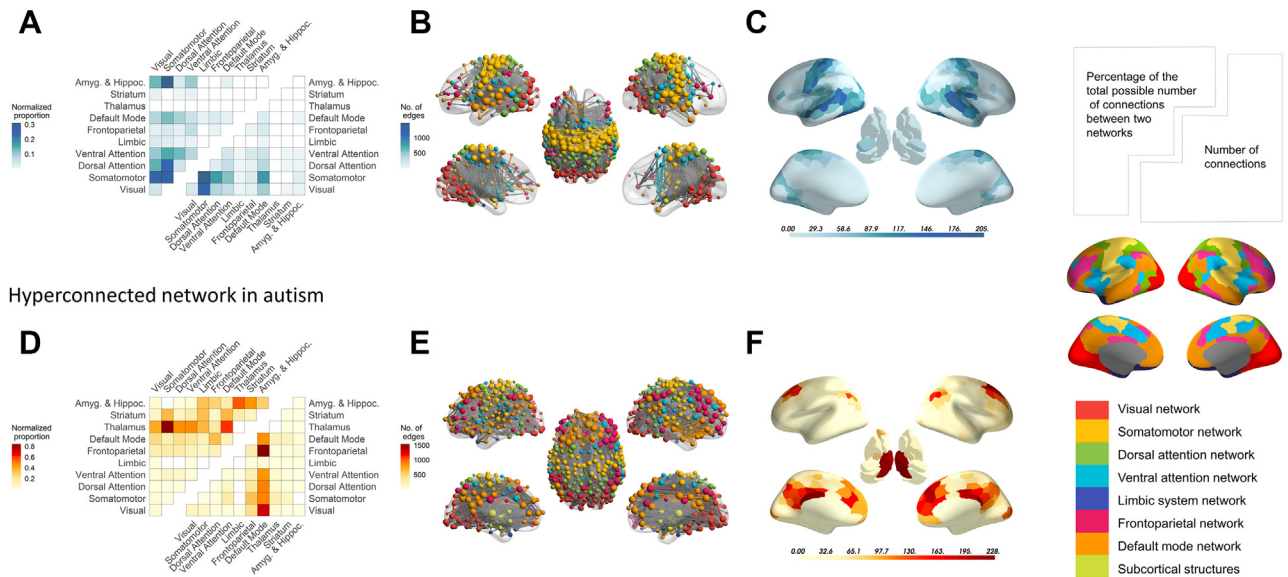 A
Visual
Somatomotor
Dorsal Attention
Ventral Attention
Limbic
Frontoparietal
Default Mode
Thalamus
Striatum
Amyg. & Hippoc.
Normalized
proportion
0.3
0.2
0.1
Amyg. & Hippoc.
Striatum
Thalamus
Default Mode
Frontoparietal
Limbic
Ventral Attention
Dorsal Attention
Somatomotor
Visual
Amyg. & Hippoc.
Striatum
Thalamus
Default Mode
Frontoparietal
Limbic
Ventral Attention
Dorsal Attention
Somatomotor
Visual
Visual
Somatomotor
Dorsal Attention
Ventral Attention
Limbic
Frontoparietal
Default Mode
Thalamus
Striatum
Amyg. & Hippoc.
B
No. of
edges
1000
500
C
0.00 29.3 58.6 87.9 117. 146. 176. 205.
Percentage of the
total possible number
of connections
between two
networks
Number of
connections
Hyperconnected network in autism
D
Visual
Somatomotor
Dorsal Attention
Ventral Attention
Limbic
Frontoparietal
Default Mode
Thalamus
Striatum
Amyg. & Hippoc.
Normalized
proportion
0.8
0.6
0.4
0.2
Amyg. & Hippoc.
Striatum
Thalamus
Default Mode
Frontoparietal
Limbic
Ventral Attention
Dorsal Attention
Somatomotor
Visual
Amyg. & Hippoc.
Striatum
Thalamus
Default Mode
Frontoparietal
Limbic
Ventral Attention
Dorsal Attention
Somatomotor
Visual
Visual
Somatomotor
Dorsal Attention
Ventral Attention
Limbic
Frontoparietal
Default Mode
Thalamus
Striatum
Amyg. & Hippoc.
E
No. of
edges
1500
1000
500
F
0.00 32.6 65.1 97.7 130. 163. 195. 228.
Visual network
Somatomotor network
Dorsal attention network
Ventral attention network
Limbic system network
Frontoparietal network
Default mode network
Subcortical structures